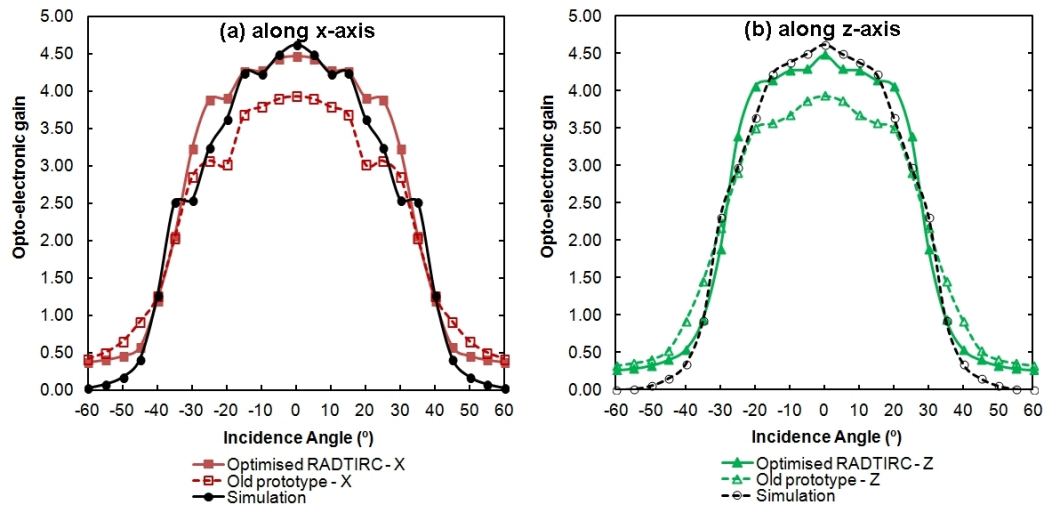 (a) along x-axis
5.00
4.50
4.00
3.50
3.00
2.50
2.00
1.50
1.00
0.50
0.00
Opto-electronic gain
-60 -50 -40 -30 -20 -10 0 10 20 30 40 50 60
Incidence Angle (º)
Optimised RADTIRC - X
Old prototype - X
Simulation
(b) along z-axis
5.00
4.50
4.00
3.50
3.00
2.50
2.00
1.50
1.00
0.50
0.00
Opto-electronic gain
-60 -50 -40 -30 -20 -10 0 10 20 30 40 50 60
Incidence Angle (º)
Optimised RADTIRC - Z
Old prototype - Z
Simulation